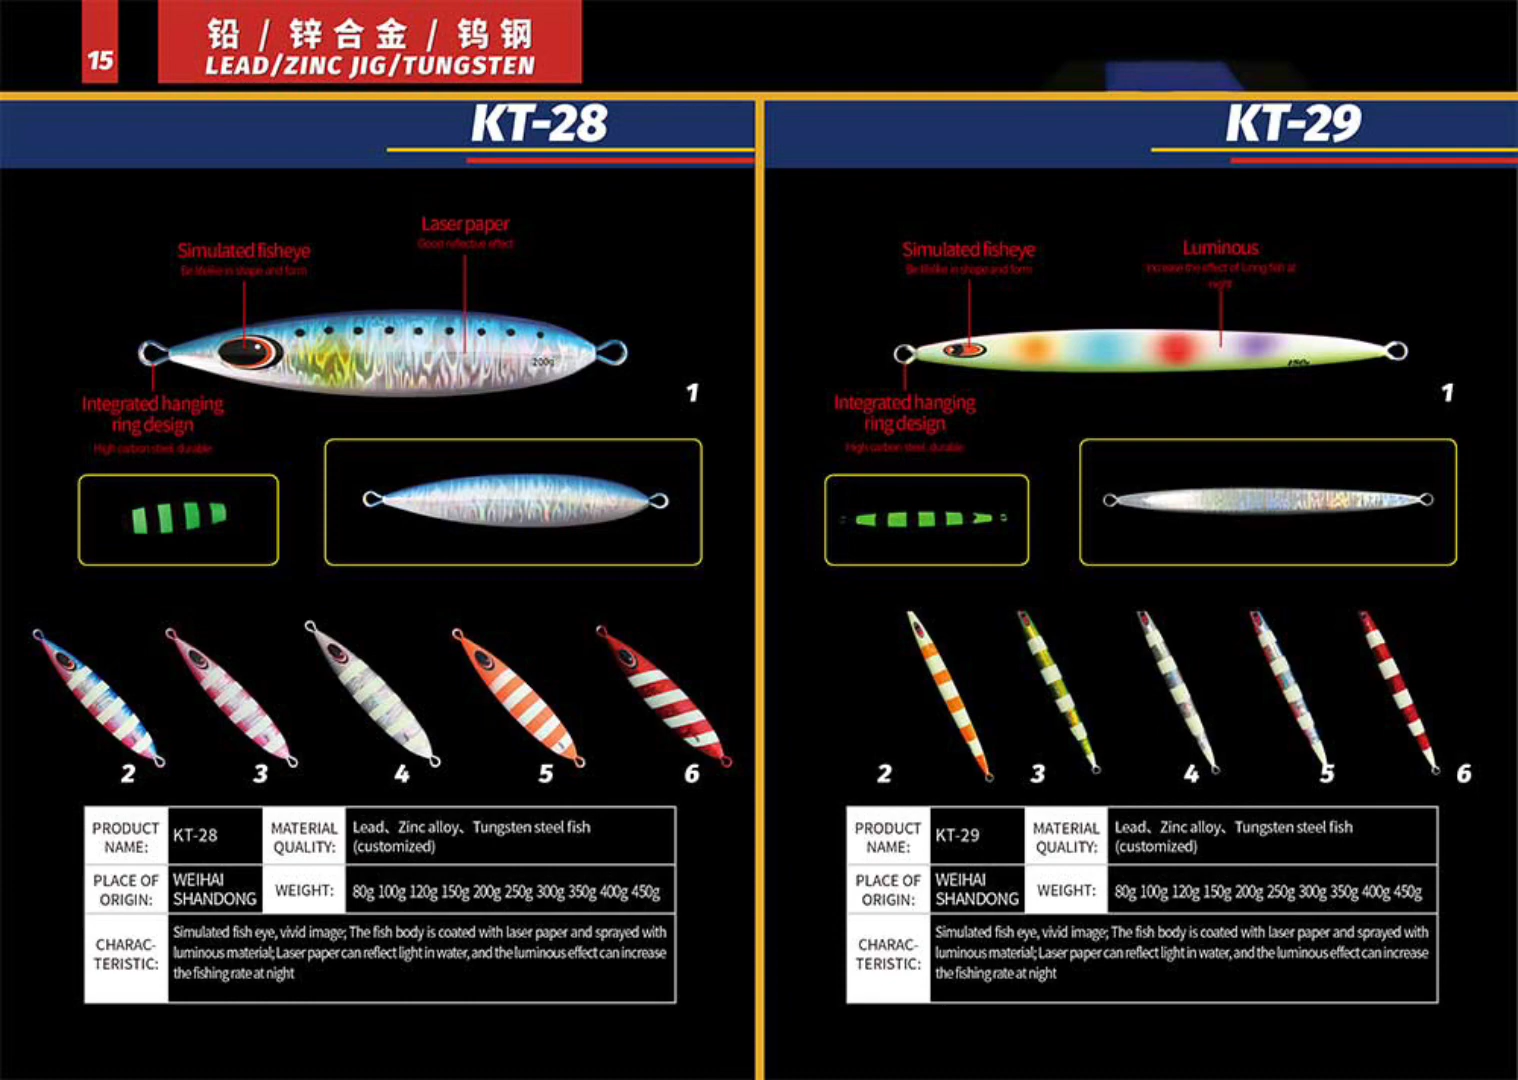 15
铅 / 锌合金 / 钨钢
LEAD/ZINC JIG/TUNGSTEN
KT-28
Laser paper
Good reflective effect
Simulated fisheye
Be lifelike in shape and form
200g
1
Integrated hanging
ring design
High carbon steel durable
2
3
4
5
6
PRODUCT NAME: KT-28 MATERIAL QUALITY: Lead、Zinc alloy、Tungsten steel fish (customized)
PLACE OF ORIGIN: WEIHAI SHANDONG WEIGHT: 80g 100g 120g 150g 200g 250g 300g 350g 400g 450g
CHARAC-
TERISTIC:
Simulated fish eye, vivid image; The fish body is coated with laser paper and sprayed with
luminous material; Laser paper can reflect light in water, and the luminous effect can increase
the fishing rate at night
KT-29
Simulated fisheye
Be lifelike in shape and form
Luminous
Increase the effect of luring fish at
night
150g
1
Integrated hanging
ring design
High carbon steel durable
2
3
4
5
6
PRODUCT NAME: KT-29 MATERIAL QUALITY: Lead、Zinc alloy、Tungsten steel fish (customized)
PLACE OF ORIGIN: WEIHAI SHANDONG WEIGHT: 80g 100g 120g 150g 200g 250g 300g 350g 400g 450g
CHARAC-
TERISTIC:
Simulated fish eye, vivid image; The fish body is coated with laser paper and sprayed with
luminous material; Laser paper can reflect light in water, and the luminous effect can increase
the fishing rate at night